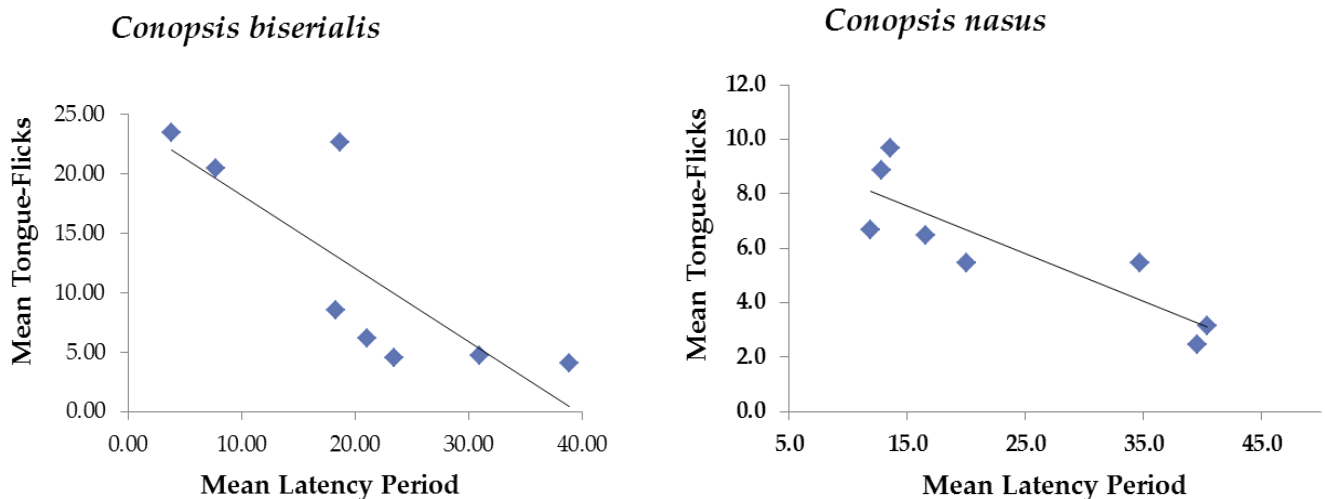 Conopsis biserialis
Mean Tongue-Flicks
25.00
20.00
15.00
10.00
5.00
0.00
0.00 10.00 20.00 30.00 40.00
Mean Latency Period
Conopsis nasus
Mean Tongue-Flicks
12.0
10.0
8.0
6.0
4.0
2.0
0.0
5.0 15.0 25.0 35.0 45.0
Mean Latency Period